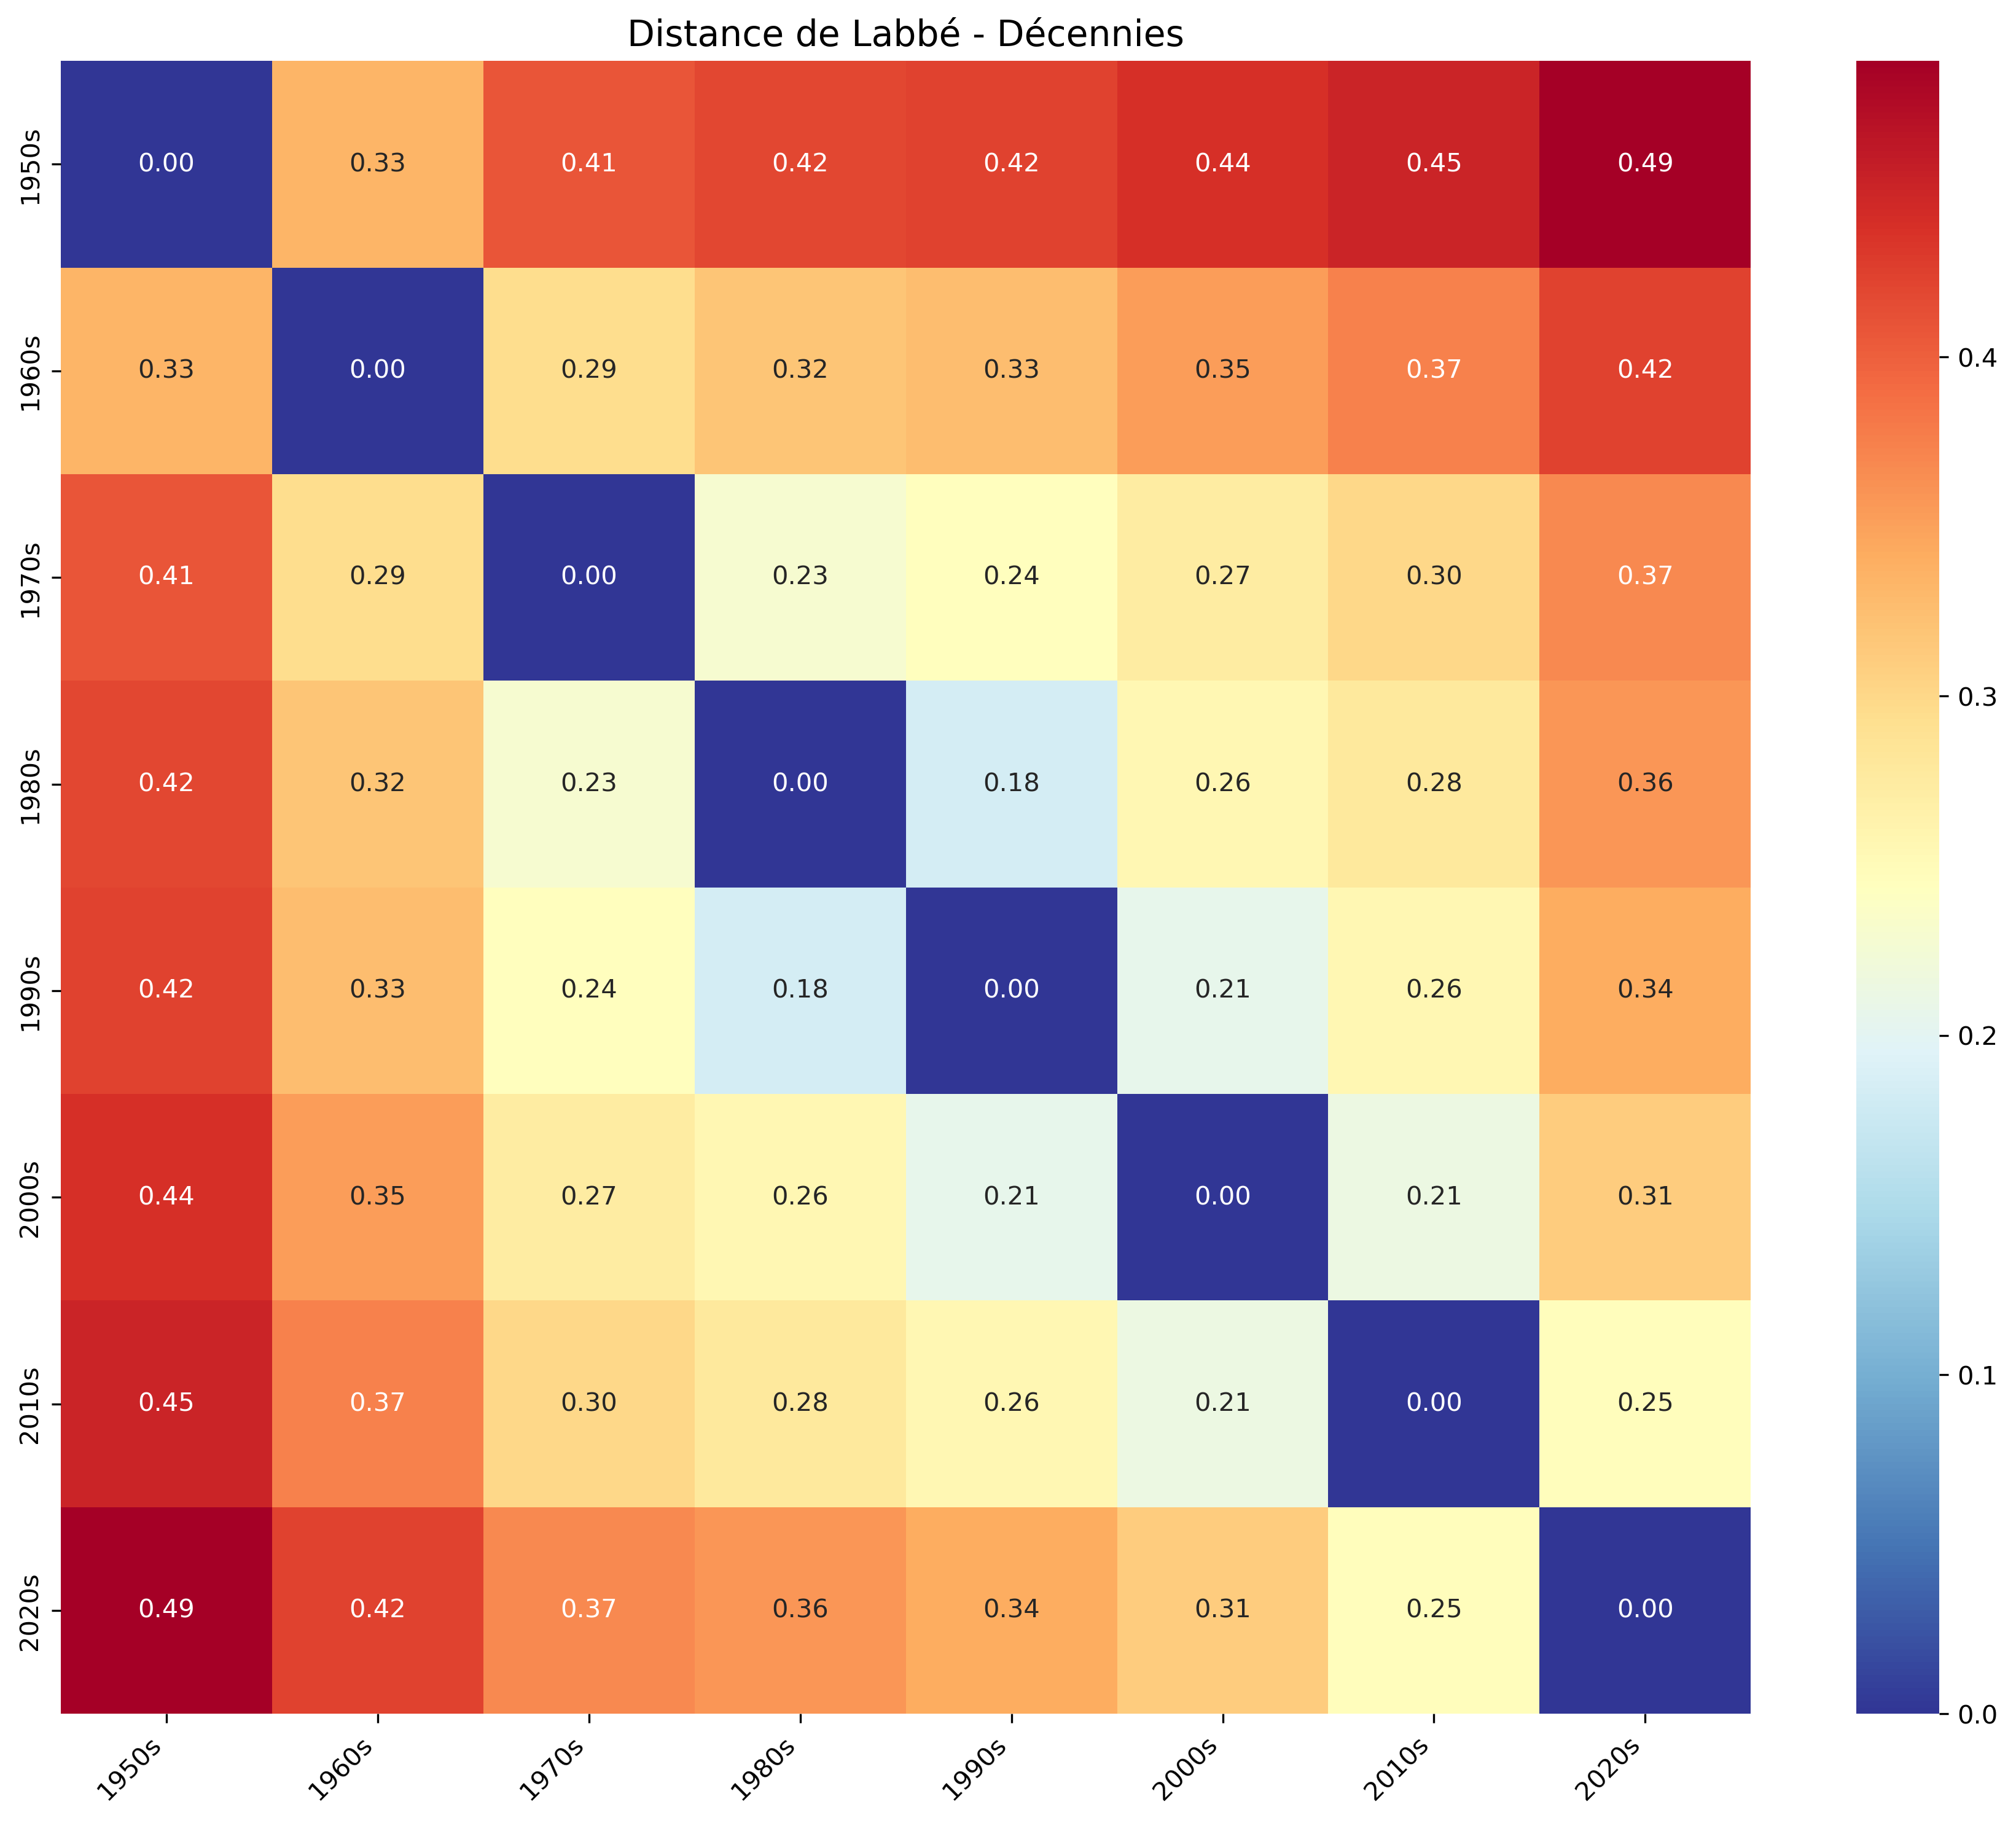 Distance de Labbé - Décennies
1950s 0.00 0.33 0.41 0.42 0.42 0.44 0.45 0.49
1960s 0.33 0.00 0.29 0.32 0.33 0.35 0.37 0.42
1970s 0.41 0.29 0.00 0.23 0.24 0.27 0.30 0.37
1980s 0.42 0.32 0.23 0.00 0.18 0.26 0.28 0.36
1990s 0.42 0.33 0.24 0.18 0.00 0.21 0.26 0.34
2000s 0.44 0.35 0.27 0.26 0.21 0.00 0.21 0.31
2010s 0.45 0.37 0.30 0.28 0.26 0.21 0.00 0.25
2020s 0.49 0.42 0.37 0.36 0.34 0.31 0.25 0.00
1950s 1960s 1970s 1980s 1990s 2000s 2010s 2020s
0.4
0.3
0.2
0.1
0.0